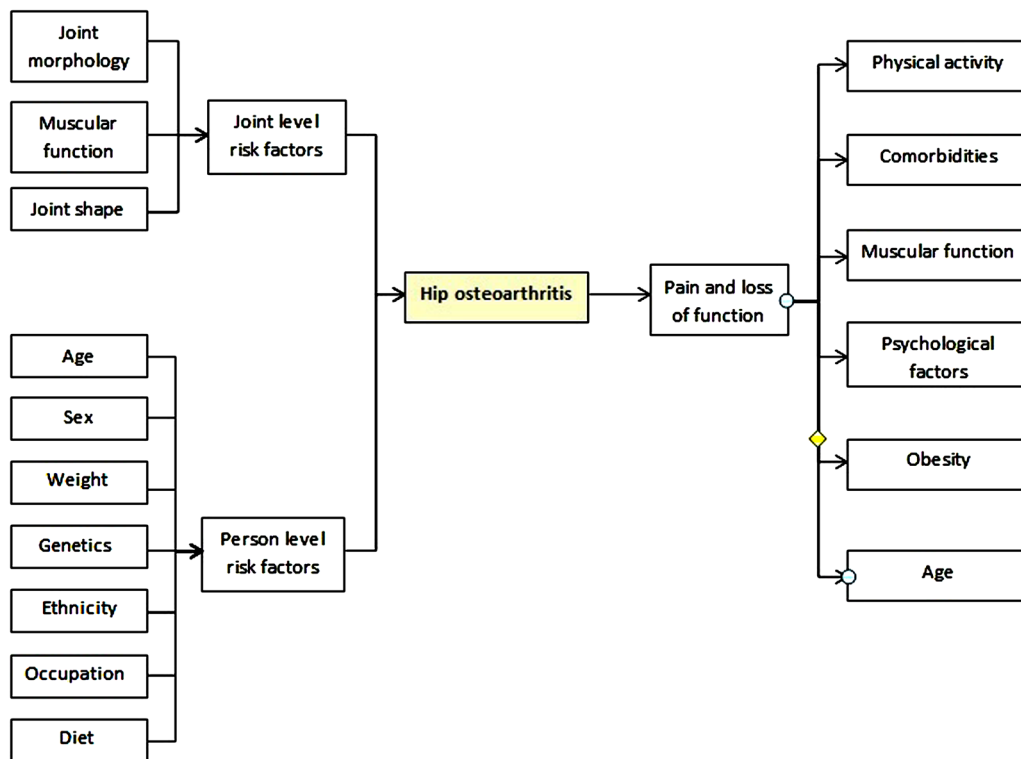 Joint
morphology
Muscular
function
Joint shape
Joint level
risk factors
Age
Sex
Weight
Genetics
Ethnicity
Occupation
Diet
Person level
risk factors
Hip osteoarthritis
Pain and loss
of function
Physical activity
Comorbidities
Muscular function
Psychological
factors
Obesity
Age